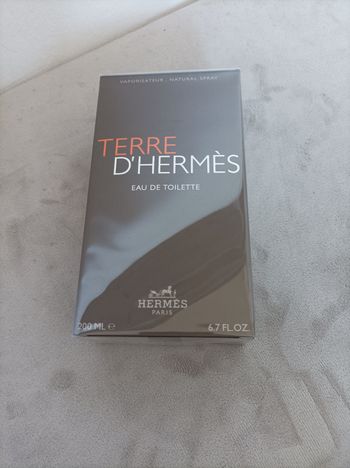 VAPORISATEUR . NATURAL SPRAY
TERRE
D'HERMÈS
EAU DE TOILETTE
HERMÈS
PARIS
200 ML ℮ 6.7 FL.OZ.